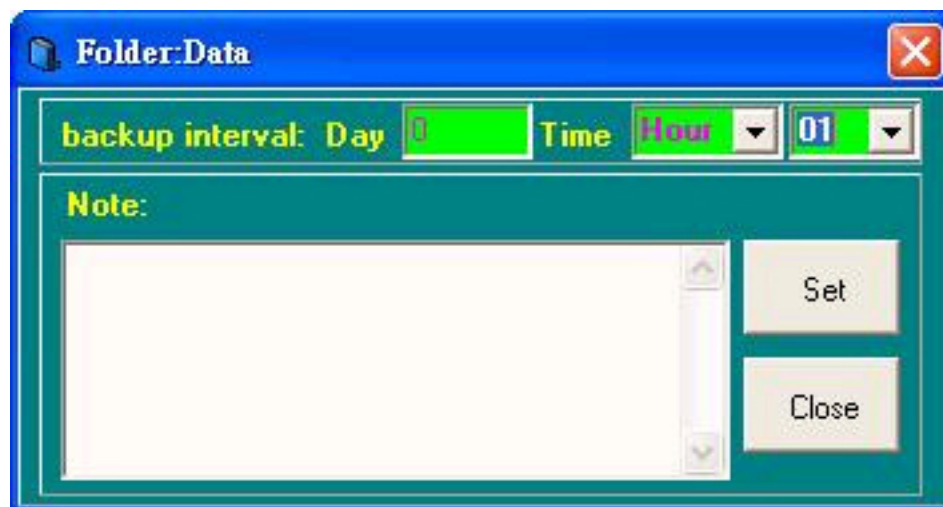 Folder:Data
backup interval: Day 0 Time Hour 01
Note:
Set
Close